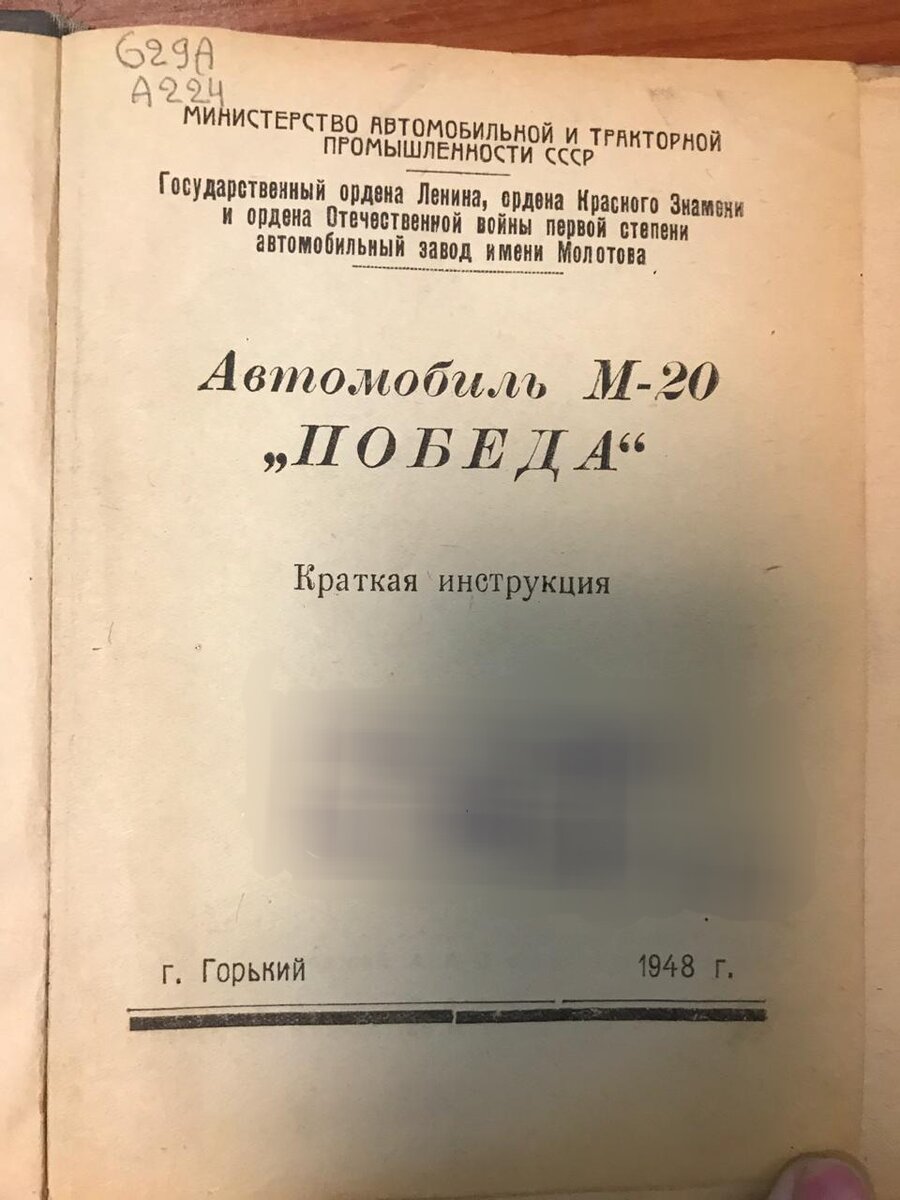 629А
А224
МИНИСТЕРСТВО АВТОМОБИЛЬНОЙ И ТРАКТОРНОЙ
ПРОМЫШЛЕННОСТИ СССР
Государственный ордена Ленина, ордена Красного Знамени
и ордена Отечественной войны первой степени
автомобильный завод имени Молотова
Автомобиль М-20
„ПОБЕДА“
Краткая инструкция
г. Горький 1948 г.